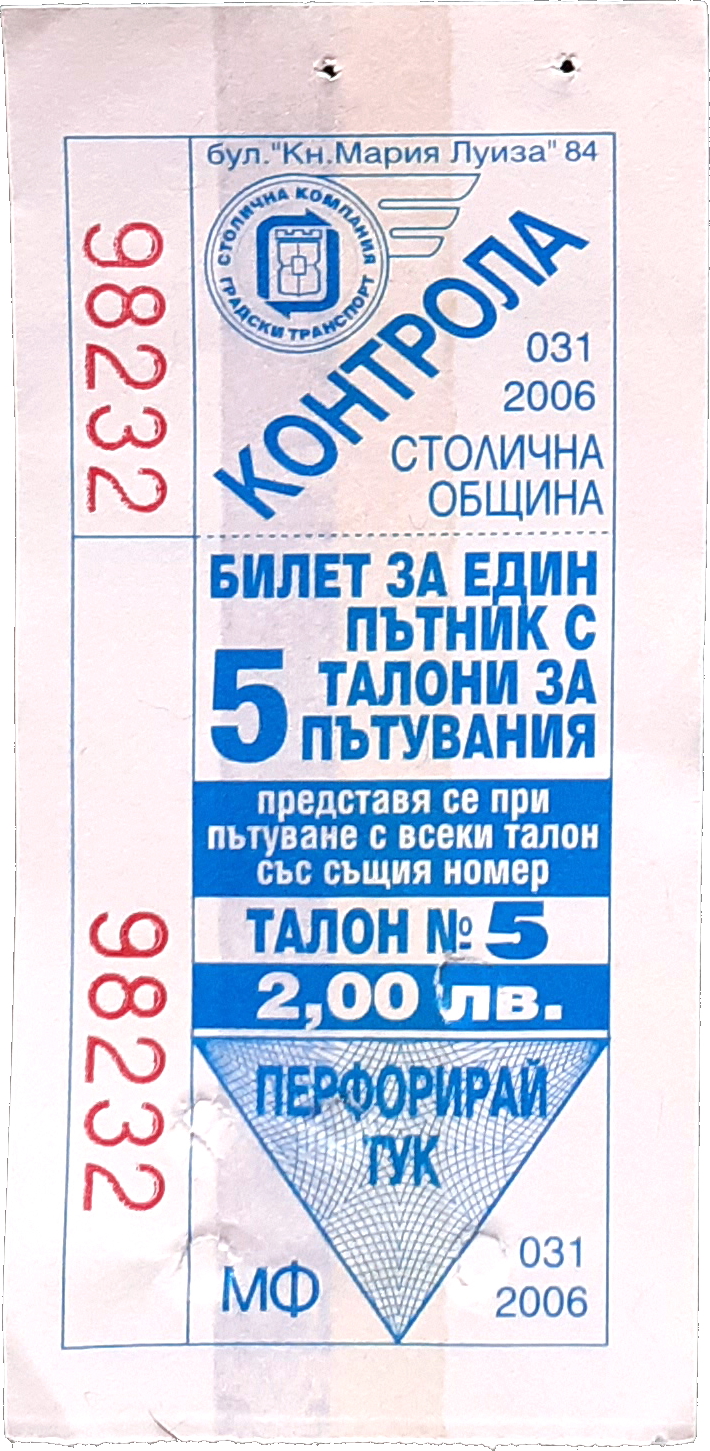 бул."Кн.Мария Луиза" 84
СТОЛИЧНА КОМПАНИЯ
ГРАДСКИ ТРАНСПОРТ
КОНТРОЛА
98232
031
2006
СТОЛИЧНА
ОБЩИНА
БИЛЕТ ЗА ЕДИН
ПЪТНИК С
5 ТАЛОНИ ЗА
ПЪТУВАНИЯ
представя се при
пътуване с всеки талон
със същия номер
ТАЛОН № 5
2,00 лв.
98232
ПЕРФОРИРАЙ
ТУК
МФ
031
2006